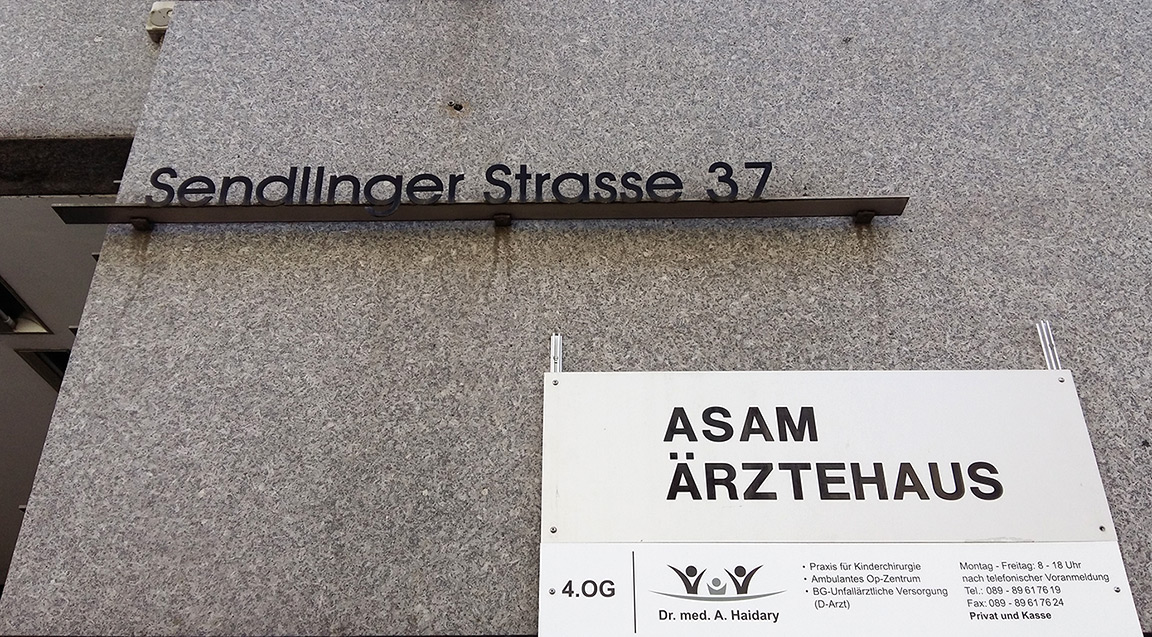 Sendlinger Strasse 37
ASAM
ÄRZTEHAUS
4.OG
Dr. med. A. Haidary
• Praxis für Kinderchirurgie
• Ambulantes Op-Zentrum
• BG-Unfallärztliche Versorgung
(D-Arzt)
Montag - Freitag: 8 - 18 Uhr
nach telefonischer Voranmeldung
Tel.: 089 - 89 61 76 19
Fax: 089 - 89 61 76 24
Privat und Kasse